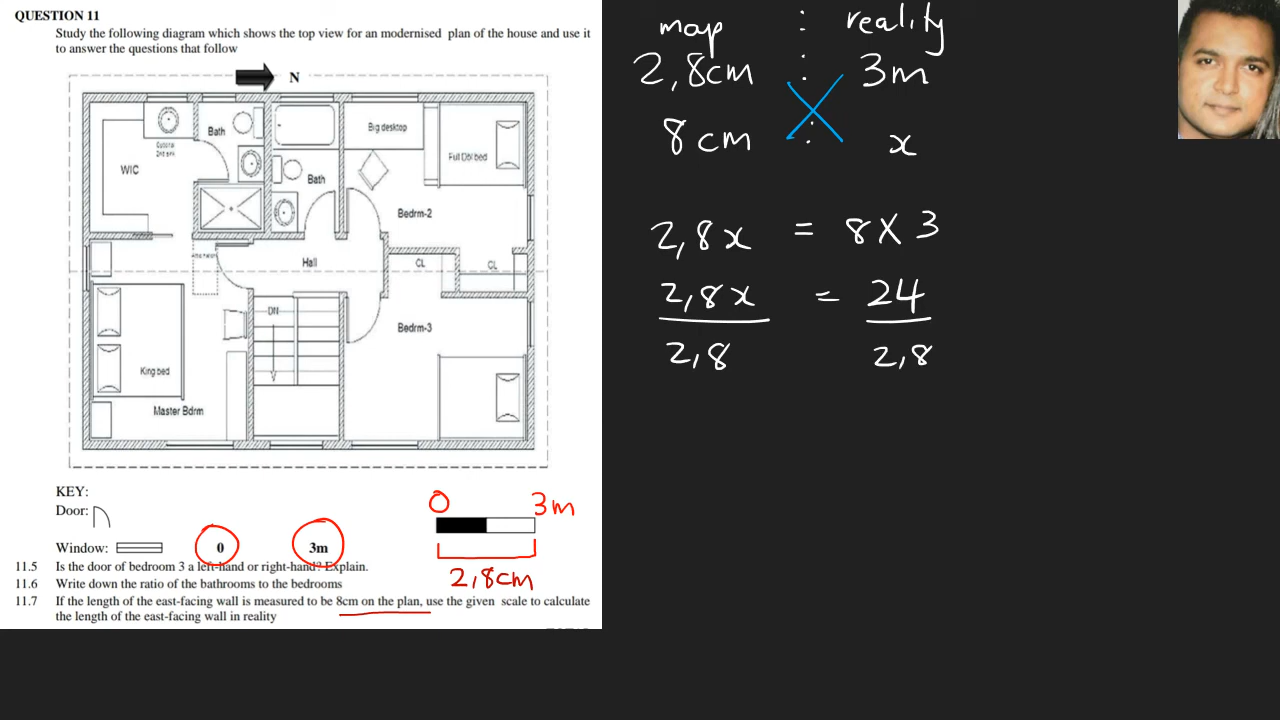 QUESTION 11
Study the following diagram which shows the top view for an modernised plan of the house and use it
to answer the questions that follow
N
Bath
Big desktop
Full Dbl bed
Optional
2nd sink
WIC
Bath
Bedrm-2
Hall
CL
CL
DN
Bedrm-3
King bed
Master Bdrm
KEY:
Door:
Window:
0
3m
0
3m
2,8cm
11.5 Is the door of bedroom 3 a left-hand or right-hand? Explain.
11.6 Write down the ratio of the bathrooms to the bedrooms
11.7 If the length of the east-facing wall is measured to be 8cm on the plan, use the given scale to calculate
the length of the east-facing wall in reality
map : reality
2,8cm : 3m
8cm : x
2,8x = 8X3
2,8x = 24
2,8 2,8